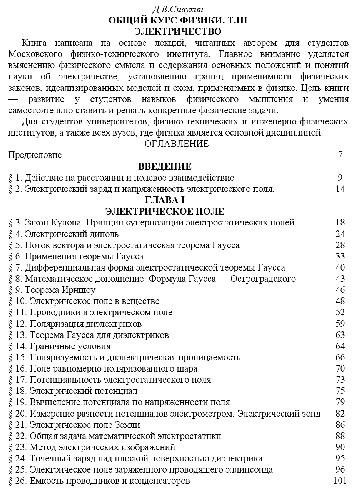 Д.В.Сивухин
ОБЩИЙ КУРС ФИЗИКИ. Т.III
ЭЛЕКТРИЧЕСТВО
Книга написана на основе лекций, читанных автором для студентов
Московского физико-технического института. Главное внимание уделяется
выяснению физического смысла и содержания основных положений и понятий
науки об электричестве, установлению границ применимости физических
законов, идеализированных моделей и схем, применяемых в физике. Цель книги
— развитие у студентов навыков физического мышления и умения
самостоятельно ставить и решать конкретные физические задачи.
Для студентов университетов, физико-технических и инженерно-физических
институтов, а также всех вузов, где физика является основной дисциплиной.
ОГЛАВЛЕНИЕ
Предисловие 7
ВВЕДЕНИЕ
§ 1. Действие на расстоянии и полевое взаимодействие 9
§ 2. Электрический заряд и напряженность электрического поля. 14
ГЛАВА I
ЭЛЕКТРИЧЕСКОЕ ПОЛЕ
§ 3. Закон Кулона. Принцип суперпозиции электростатических полей 18
§ 4. Электрический диполь 24
§ 5. Поток вектора и электростатическая теорема Гаусса 28
§ 6. Применения теоремы Гаусса 33
§ 7. Дифференциальная форма электростатической теоремы Гаусса 40
§ 8. Математическое дополнение. Формула Гаусса — Остроградского 43
§ 9. Теорема Ирншоу 46
§ 10. Электрическое поле в веществе 48
§ 11. Проводники в электрическом поле 52
§ 12. Поляризация диэлектриков 59
§ 13. Теорема Гаусса для диэлектриков 63
§ 14. Граничные условия 64
§ 15. Поляризуемость и диэлектрическая проницаемость 66
§ 16. Поле равномерно поляризованного шара 70
§ 17. Потенциальность электростатического поля 73
§ 18. Электрический потенциал 75
§ 19. Вычисление потенциала по напряженности поля 79
§ 20. Измерение разности потенциалов электрометром. Электрический зонд 82
§ 21. Электрическое поле Земли 86
§ 22. Общая задача математической электростатики 88
§ 23. Метод электрических изображений 90
§ 24. Точечный заряд над плоской поверхностью диэлектрика 95
§ 25. Электрическое поле заряженного проводящего эллипсоида 96
§ 26. Емкость проводников и конденсаторов 101